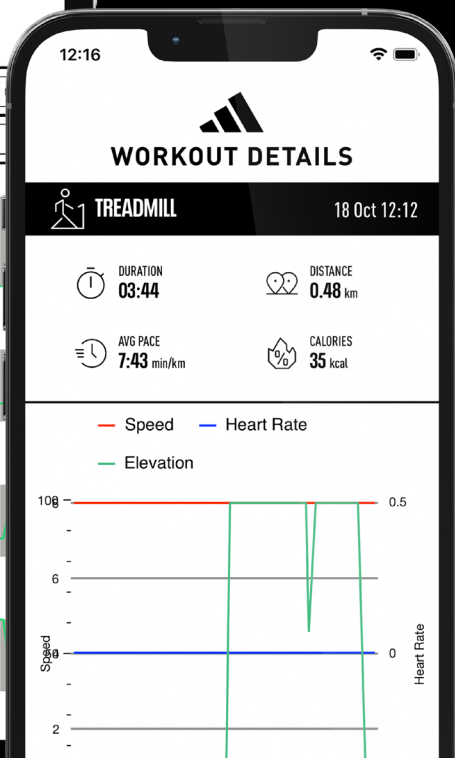 12:16
WORKOUT DETAILS
TREADMILL 18 Oct 12:12
DURATION
03:44
DISTANCE
0.48 km
AVG PACE
7:43 min/km
CALORIES
35 kcal
Speed Heart Rate
Elevation
100
0.5
6
Speed
0
Heart Rate
2